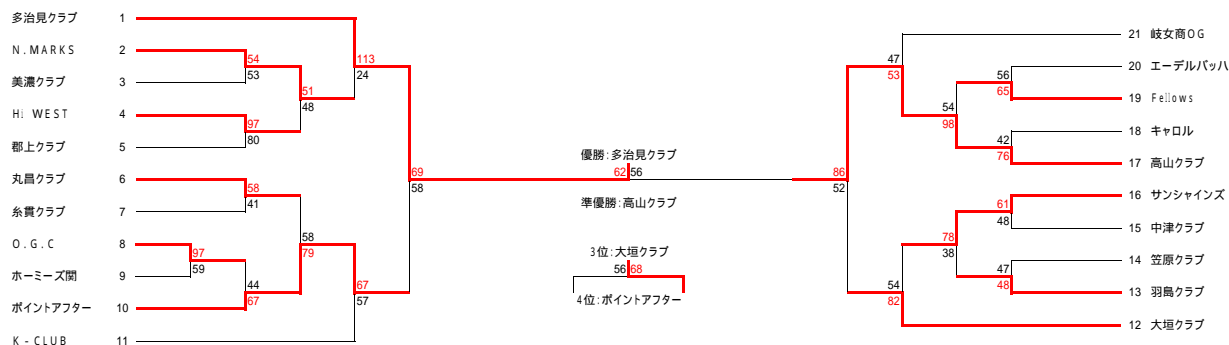 多治見クラブ 1
N.MARKS 2
美濃クラブ 3
Hi WEST 4
郡上クラブ 5
丸昌クラブ 6
糸貫クラブ 7
O.G.C 8
ホーミーズ関 9
ポイントアフター 10
K-CLUB 11
54
53
97
80
51
48
113
24
58
41
97
59
44
67
58
79
67
57
69
58
優勝:多治見クラブ
62 56
準優勝:高山クラブ
3位:大垣クラブ
56 68
4位:ポイントアフター
86
52
47
53
54
98
56
65
42
76
61
48
78
38
47
48
54
82
21 岐女商OG
20 エーデルバッハ
19 Fellows
18 キャロル
17 高山クラブ
16 サンシャインズ
15 中津クラブ
14 笠原クラブ
13 羽島クラブ
12 大垣クラブ